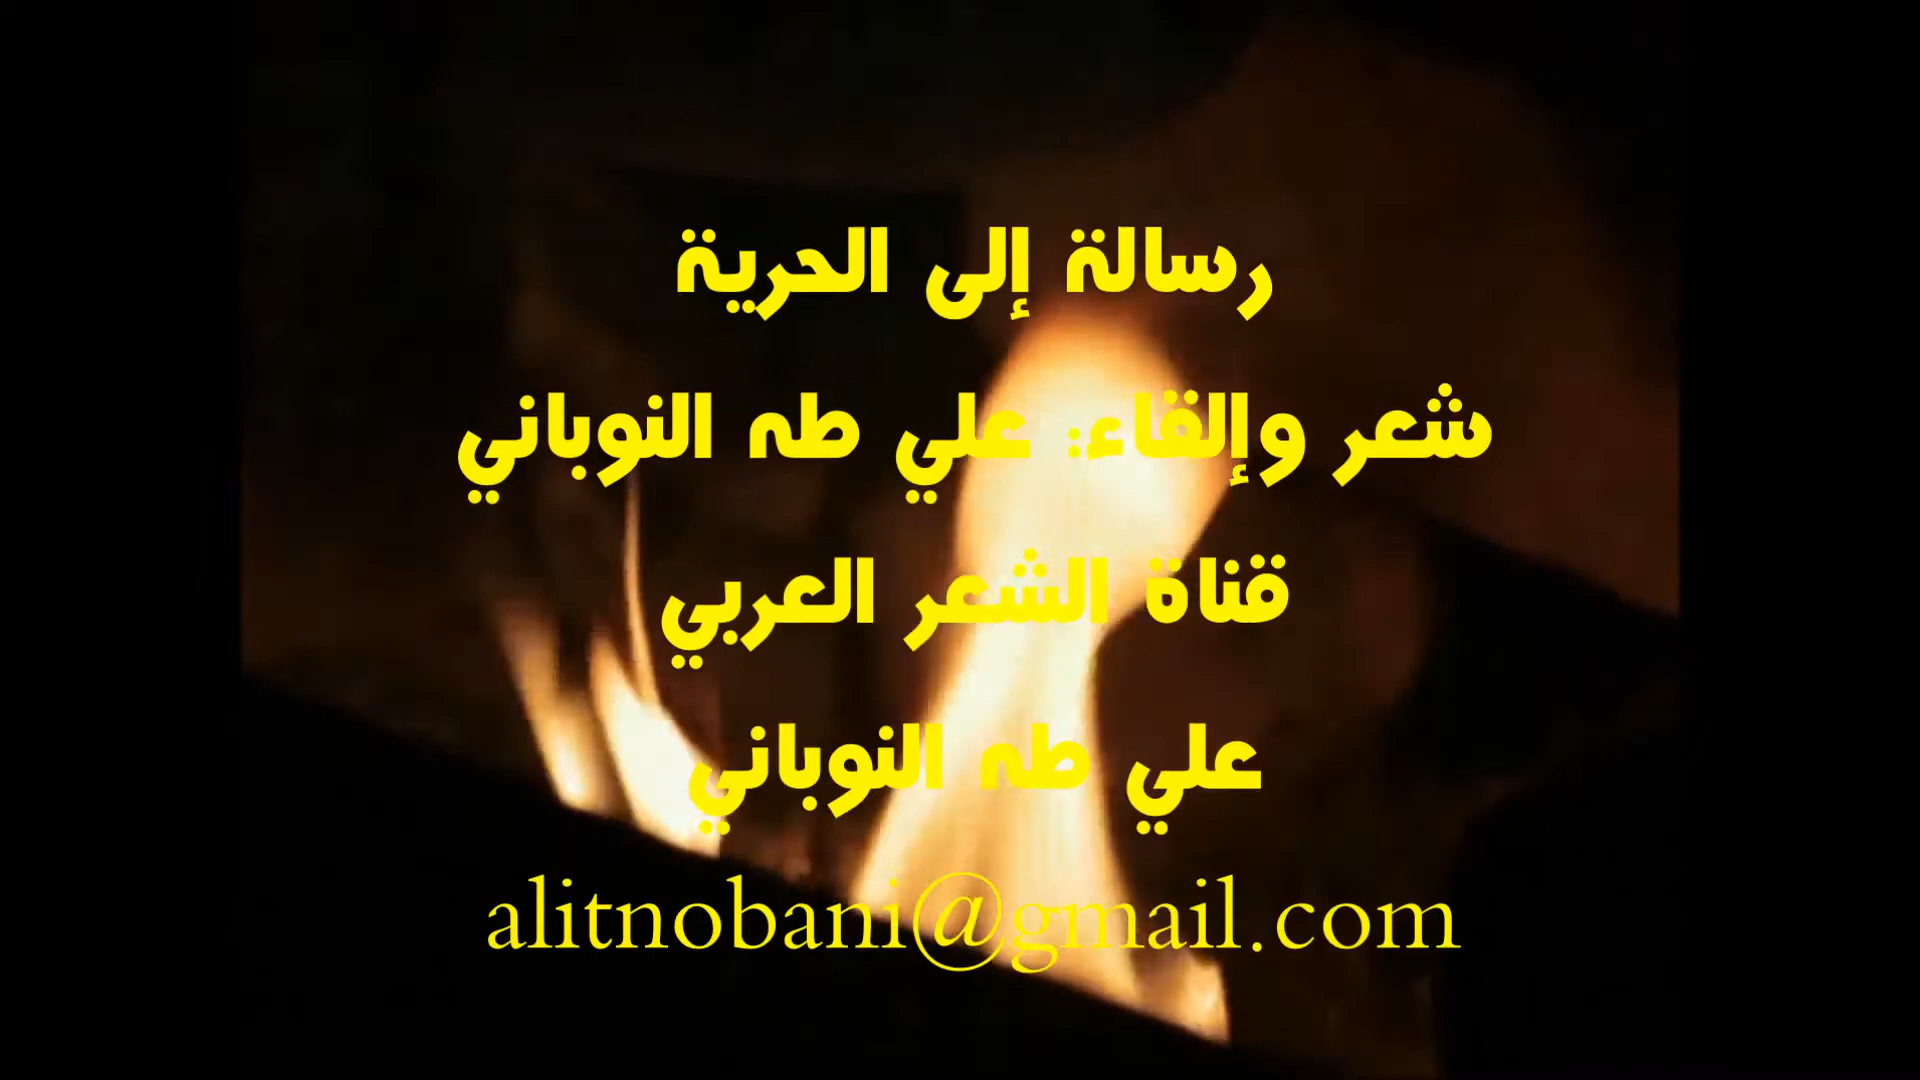 رسالة إلى الحرية
شعر وإلقاء: علي طه النوباني
قناة الشعر العربي
علي طه النوباني
alitnobani@gmail.com